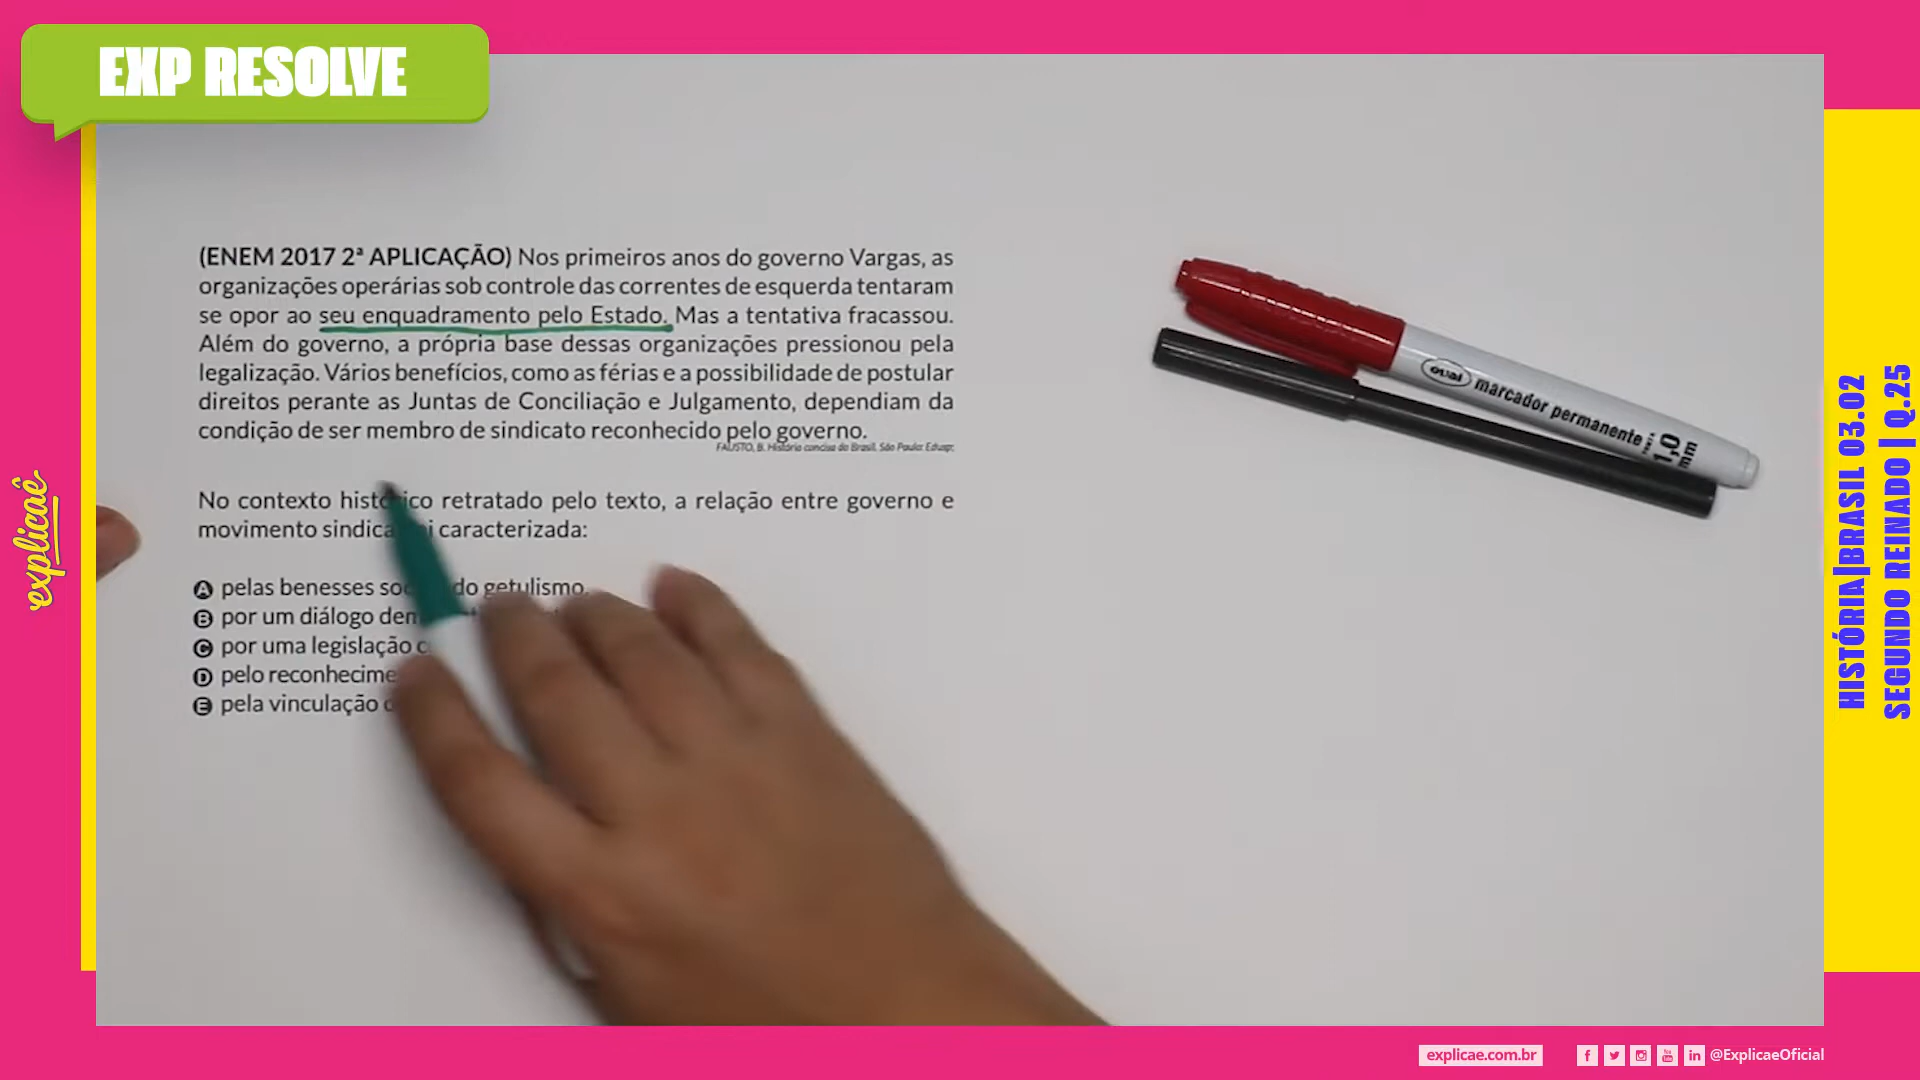 EXP RESOLVE
(ENEM 2017 2ª APLICAÇÃO) Nos primeiros anos do governo Vargas, as
organizações operárias sob controle das correntes de esquerda tentaram
se opor ao seu enquadramento pelo Estado. Mas a tentativa fracassou.
Além do governo, a própria base dessas organizações pressionou pela
legalização. Vários benefícios, como as férias e a possibilidade de postular
direitos perante as Juntas de Conciliação e Julgamento, dependiam da
condição de ser membro de sindicato reconhecido pelo governo.
FAUSTO, B. História concisa do Brasil. São Paulo: Edusp;
No contexto histórico retratado pelo texto, a relação entre governo e
movimento caracterizada:
A pelas benesses do getulismo.
B por um diálogo
C por uma legislação
D pelo
E pela vinculação
oval marcador permanente 1,0 mm
explicaê
HISTÓRIA|BRASIL 03.02
SEGUNDO REINADO | Q.25
explicae.com.br
@ExplicaeOficial